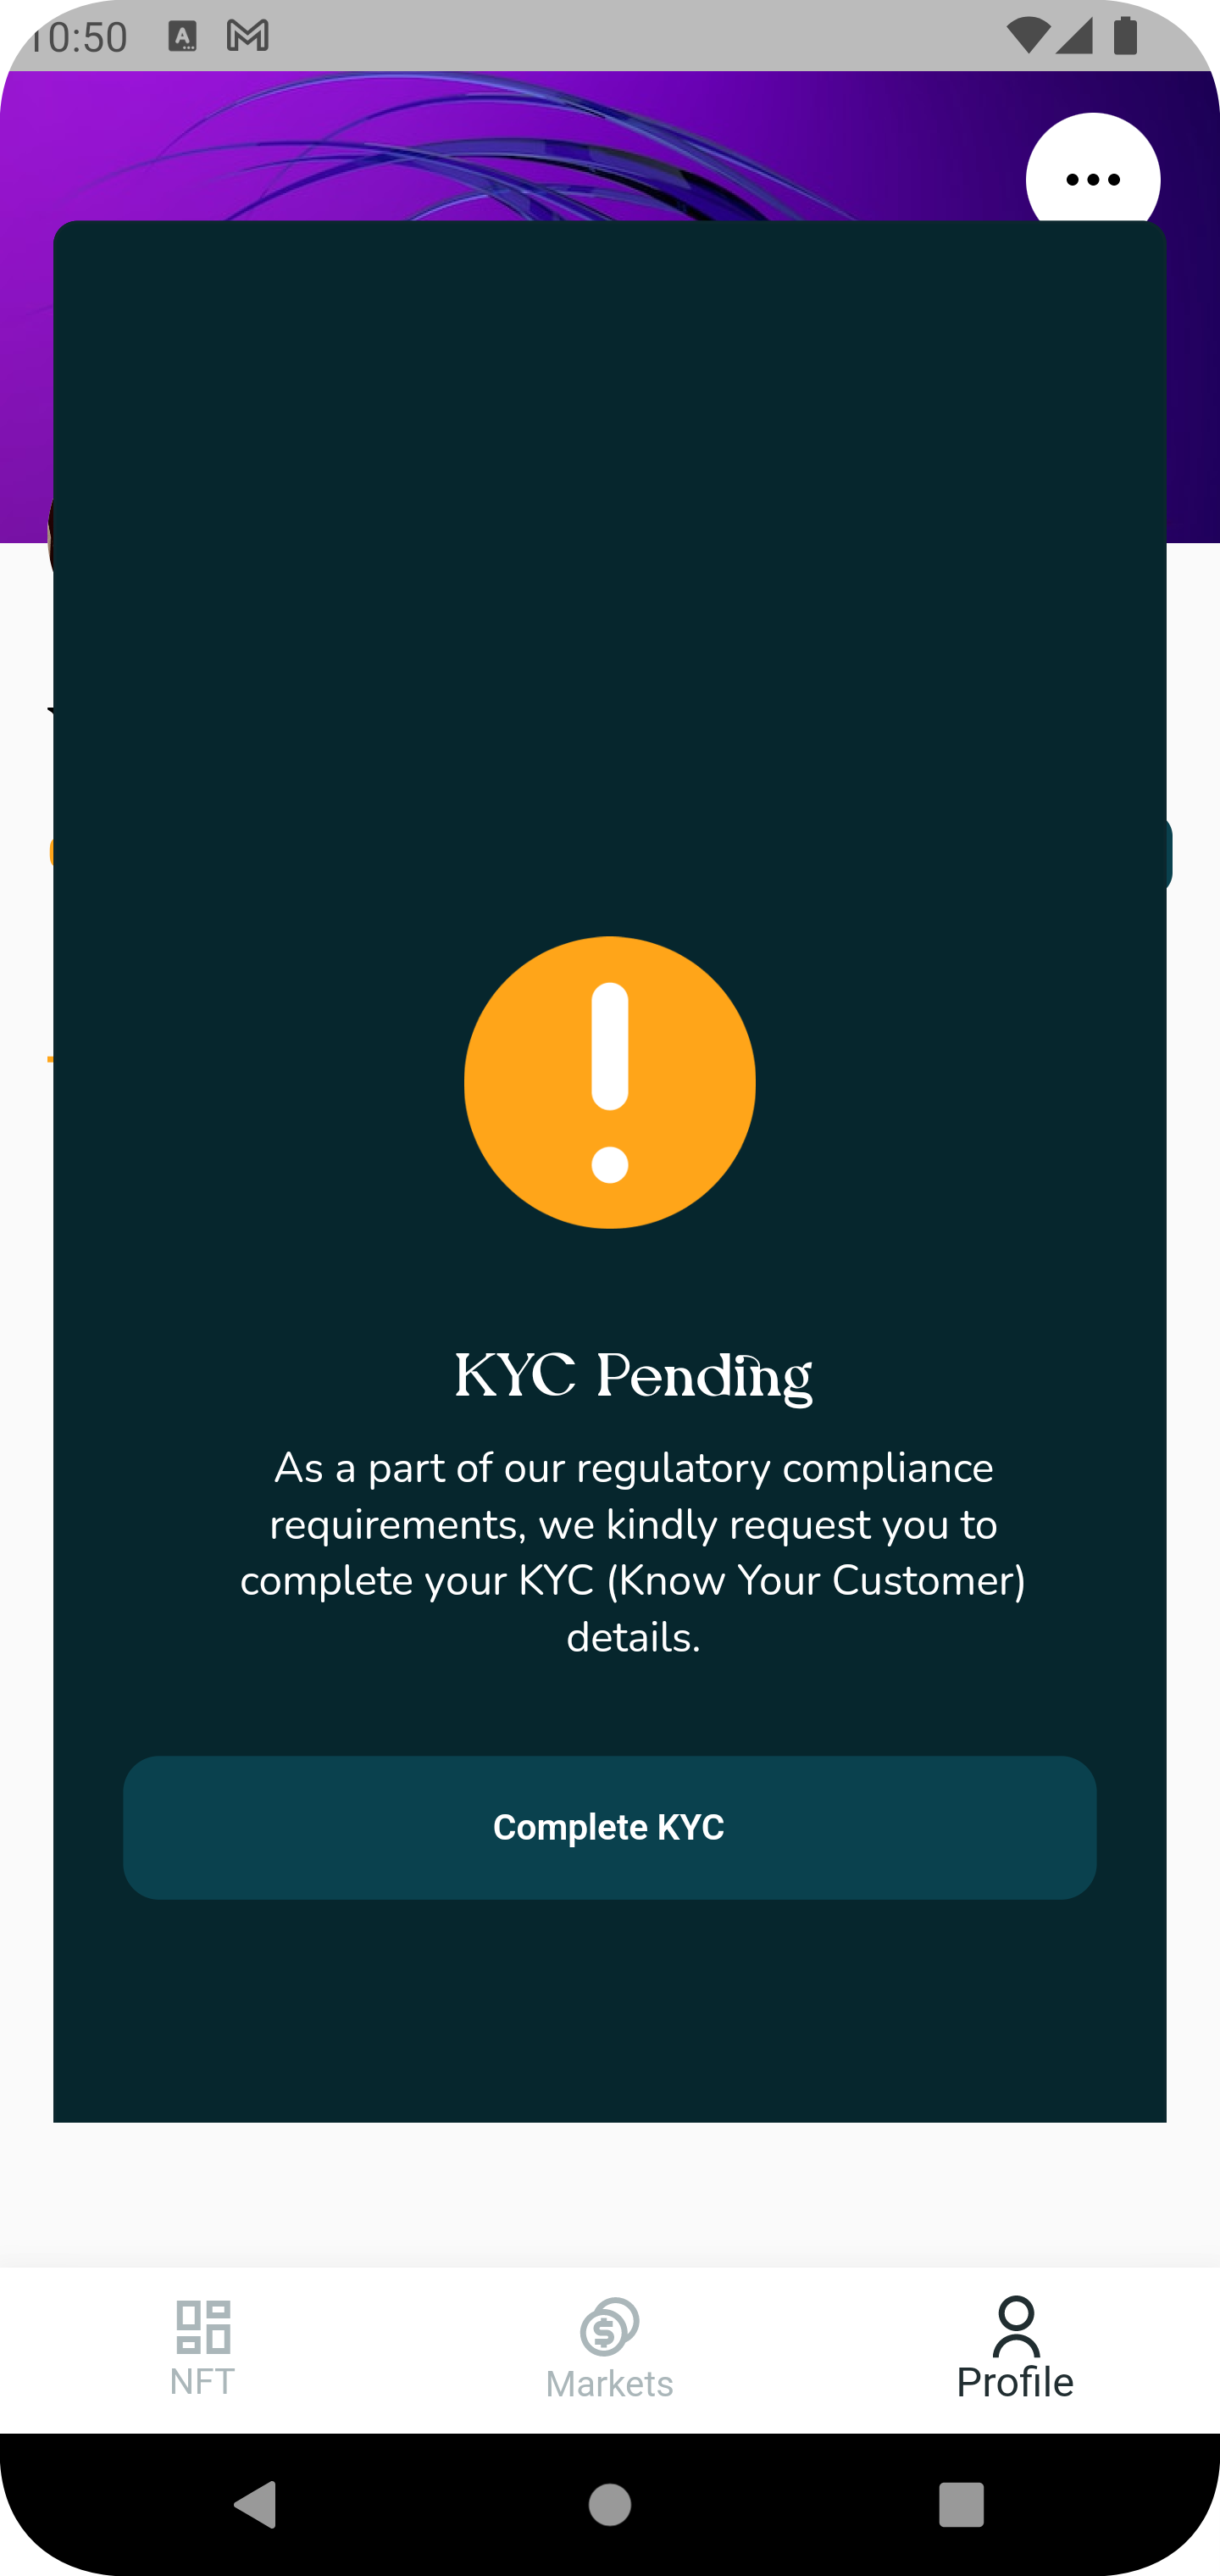 10:50
KYC Pending
As a part of our regulatory compliance
requirements, we kindly request you to
complete your KYC (Know Your Customer)
details.
Complete KYC
NFT
Markets
Profile